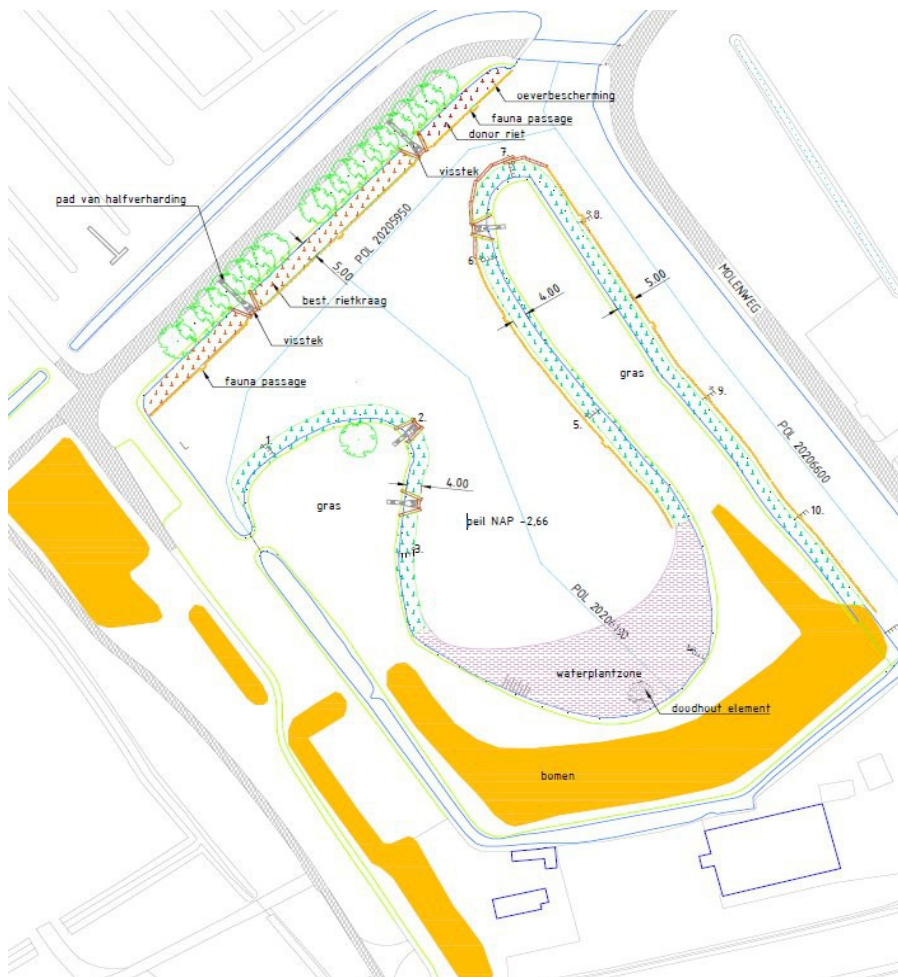 oeverbescherming
fauna passage
donor riet
7.
visstek
pad van halfverharding
POL 20205950
8.
5.00
6.
MOLENWEG
best. rietkraag
4.00
5.00
visstek
gras
fauna passage
9.
2.
5.
1.
POL 20206600
4.00
gras
peil NAP -2,66
10.
3.
waterplantzone
doodhout element
bomen